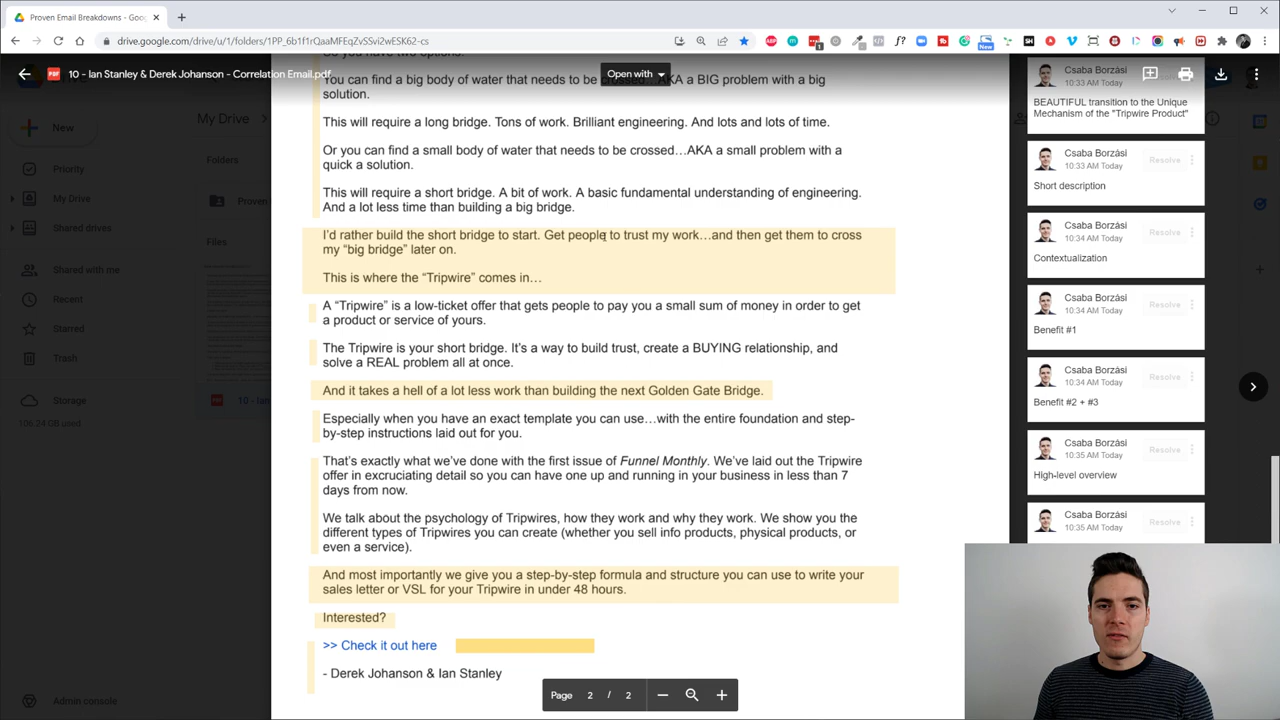 Proven Email Breakdowns - Goo
drive.google.com/drive/u/1/folders/1PP_6b1f1rQaaMFEqZvSSvi2wESK62-cs
New
10 - Ian Stanley & Derek Johanson - Correlation Email.pdf
Open with
New
Priority
My Drive
Shared drives
Shared with me
Recent
Starred
Trash
Storage
106.24 GB used
Admin console
My Drive
Folders
Proven
Files
10 - Ian
You can find a big body of water that needs to be crossed…AKA a BIG problem with a big
solution.
This will require a long bridge. Tons of work. Brilliant engineering. And lots and lots of time.
Or you can find a small body of water that needs to be crossed…AKA a small problem with a
quick a solution.
This will require a short bridge. A bit of work. A basic fundamental understanding of engineering.
And a lot less time than building a big bridge.
I'd rather build the short bridge to start. Get people to trust my work…and then get them to cross
my “big bridge” later on.
This is where the “Tripwire” comes in…
A “Tripwire” is a low-ticket offer that gets people to pay you a small sum of money in order to get
a product or service of yours.
The Tripwire is your short bridge. It's a way to build trust, create a BUYING relationship, and
solve a REAL problem all at once.
And it takes a hell of a lot less work than building the next Golden Gate Bridge.
Especially when you have an exact template you can use…with the entire foundation and step-
by-step instructions laid out for you.
That's exactly what we've done with the first issue of Funnel Monthly. We've laid out the Tripwire
offer in exoruciating detail so you can have one up and running in your business in less than 7
days from now.
We talk about the psychology of Tripwires, how they work and why they work. We show you the
different types of Tripwires you can create (whether you sell info products, physical products, or
even a service).
And most importantly we give you a step-by-step formula and structure you can use to write your
sales letter or VSL for your Tripwire in under 48 hours.
Interested?
>> Check it out here
- Derek Johanson & Ian Stanley
Page 2 / 2
Csaba Borzási
10:33 AM Today
Resolve
BEAUTIFUL transition to the Unique
Mechanism of the "Tripwire Product"
Csaba Borzási
10:33 AM Today
Resolve
Short description
Csaba Borzási
10:34 AM Today
Resolve
Contextualization
Csaba Borzási
10:34 AM Today
Resolve
Benefit #1
Csaba Borzási
10:34 AM Today
Resolve
Benefit #2 + #3
Csaba Borzási
10:35 AM Today
Resolve
High-level overview
Csaba Borzási
10:35 AM Today
Resolve